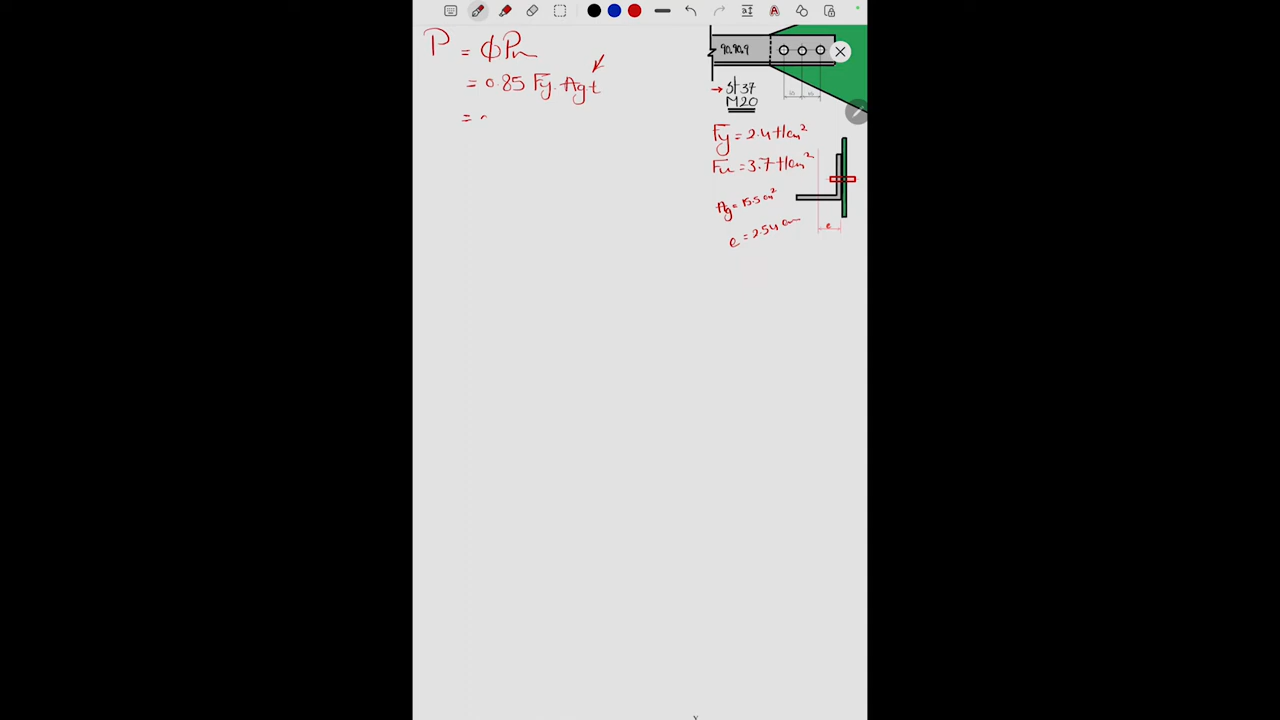 P = ϕPn
= 0.85 Fy. Agt
=
90.90.9
st 37
M20
Fy = 2.4 t/cm²
Fu = 3.7 t/cm²
Ag = 15.5 cm²
e = 2.54 cm
e